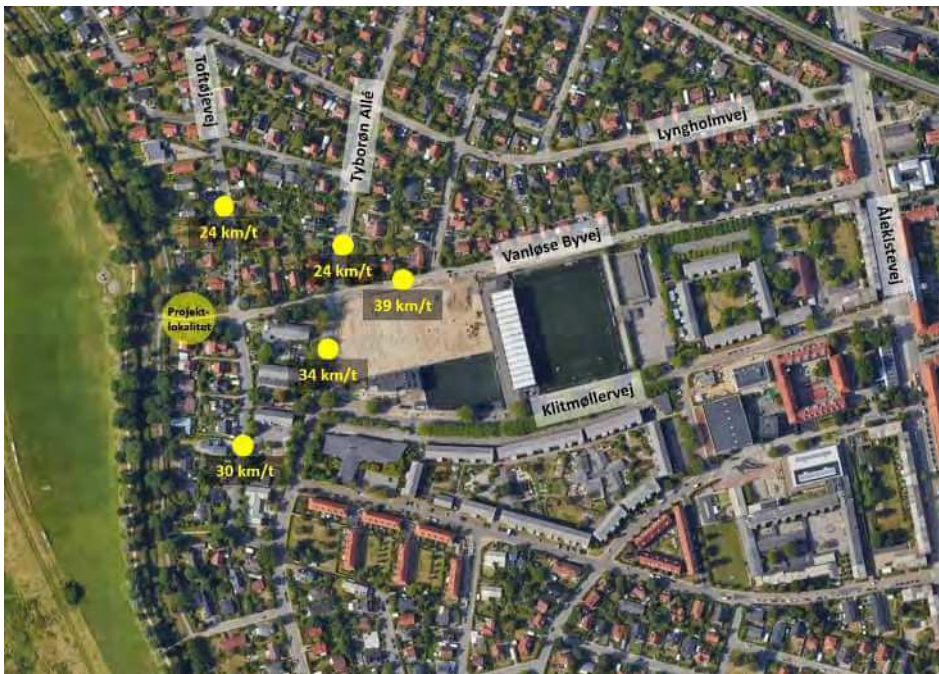 Toftøjevej
Tyborøn Allé
Lyngholmvej
Ålekistevej
24 km/t
Vanløse Byvej
24 km/t
39 km/t
Projekt-
lokalitet
34 km/t
Klitmøllervej
30 km/t